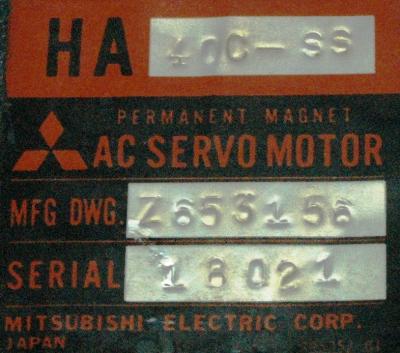 HA 40C-SS
PERMANENT MAGNET
AC SERVO MOTOR
MFG DWG. Z653156
SERIAL 18021
MITSUBISHI ELECTRIC CORP.
JAPAN